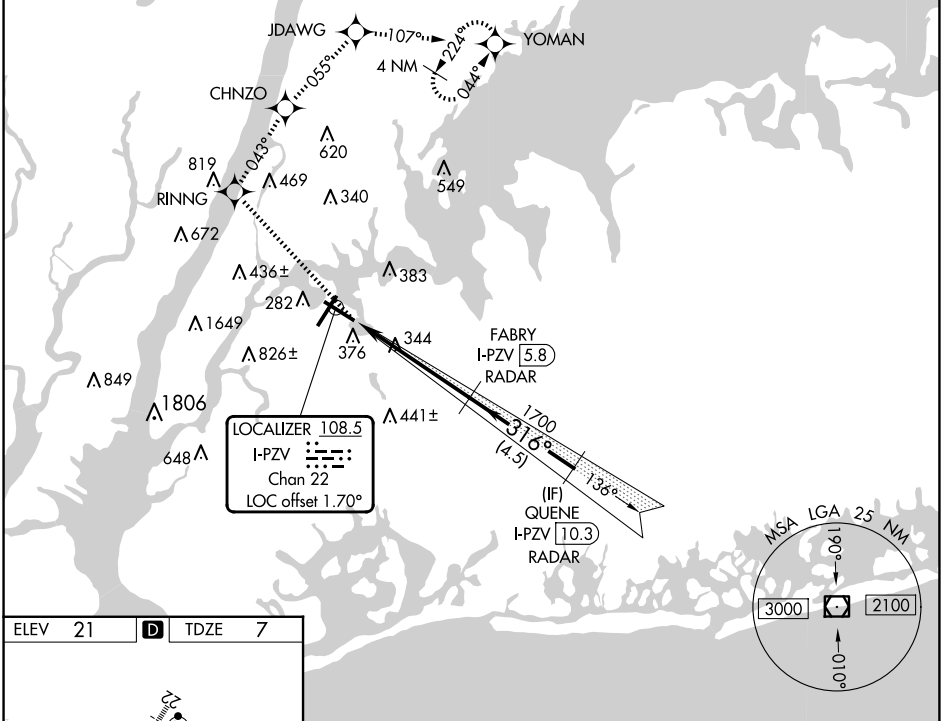 JDAWG
107°
YOMAN
224°
4 NM
044°
055°
CHNZO
043°
620
819
469
549
RINNG
340
672
436±
383
282
1649
376
344
826±
FABRY
I-PZV 5.8
RADAR
849
1806
441±
1700
316°
(4.5)
136°
648
LOCALIZER 108.5
I-PZV
Chan 22
LOC offset 1.70°
(IF)
QUENE
I-PZV 10.3
RADAR
MSA LGA 25 NM
190°
3000
2100
010°
ELEV 21 D TDZE 7
22